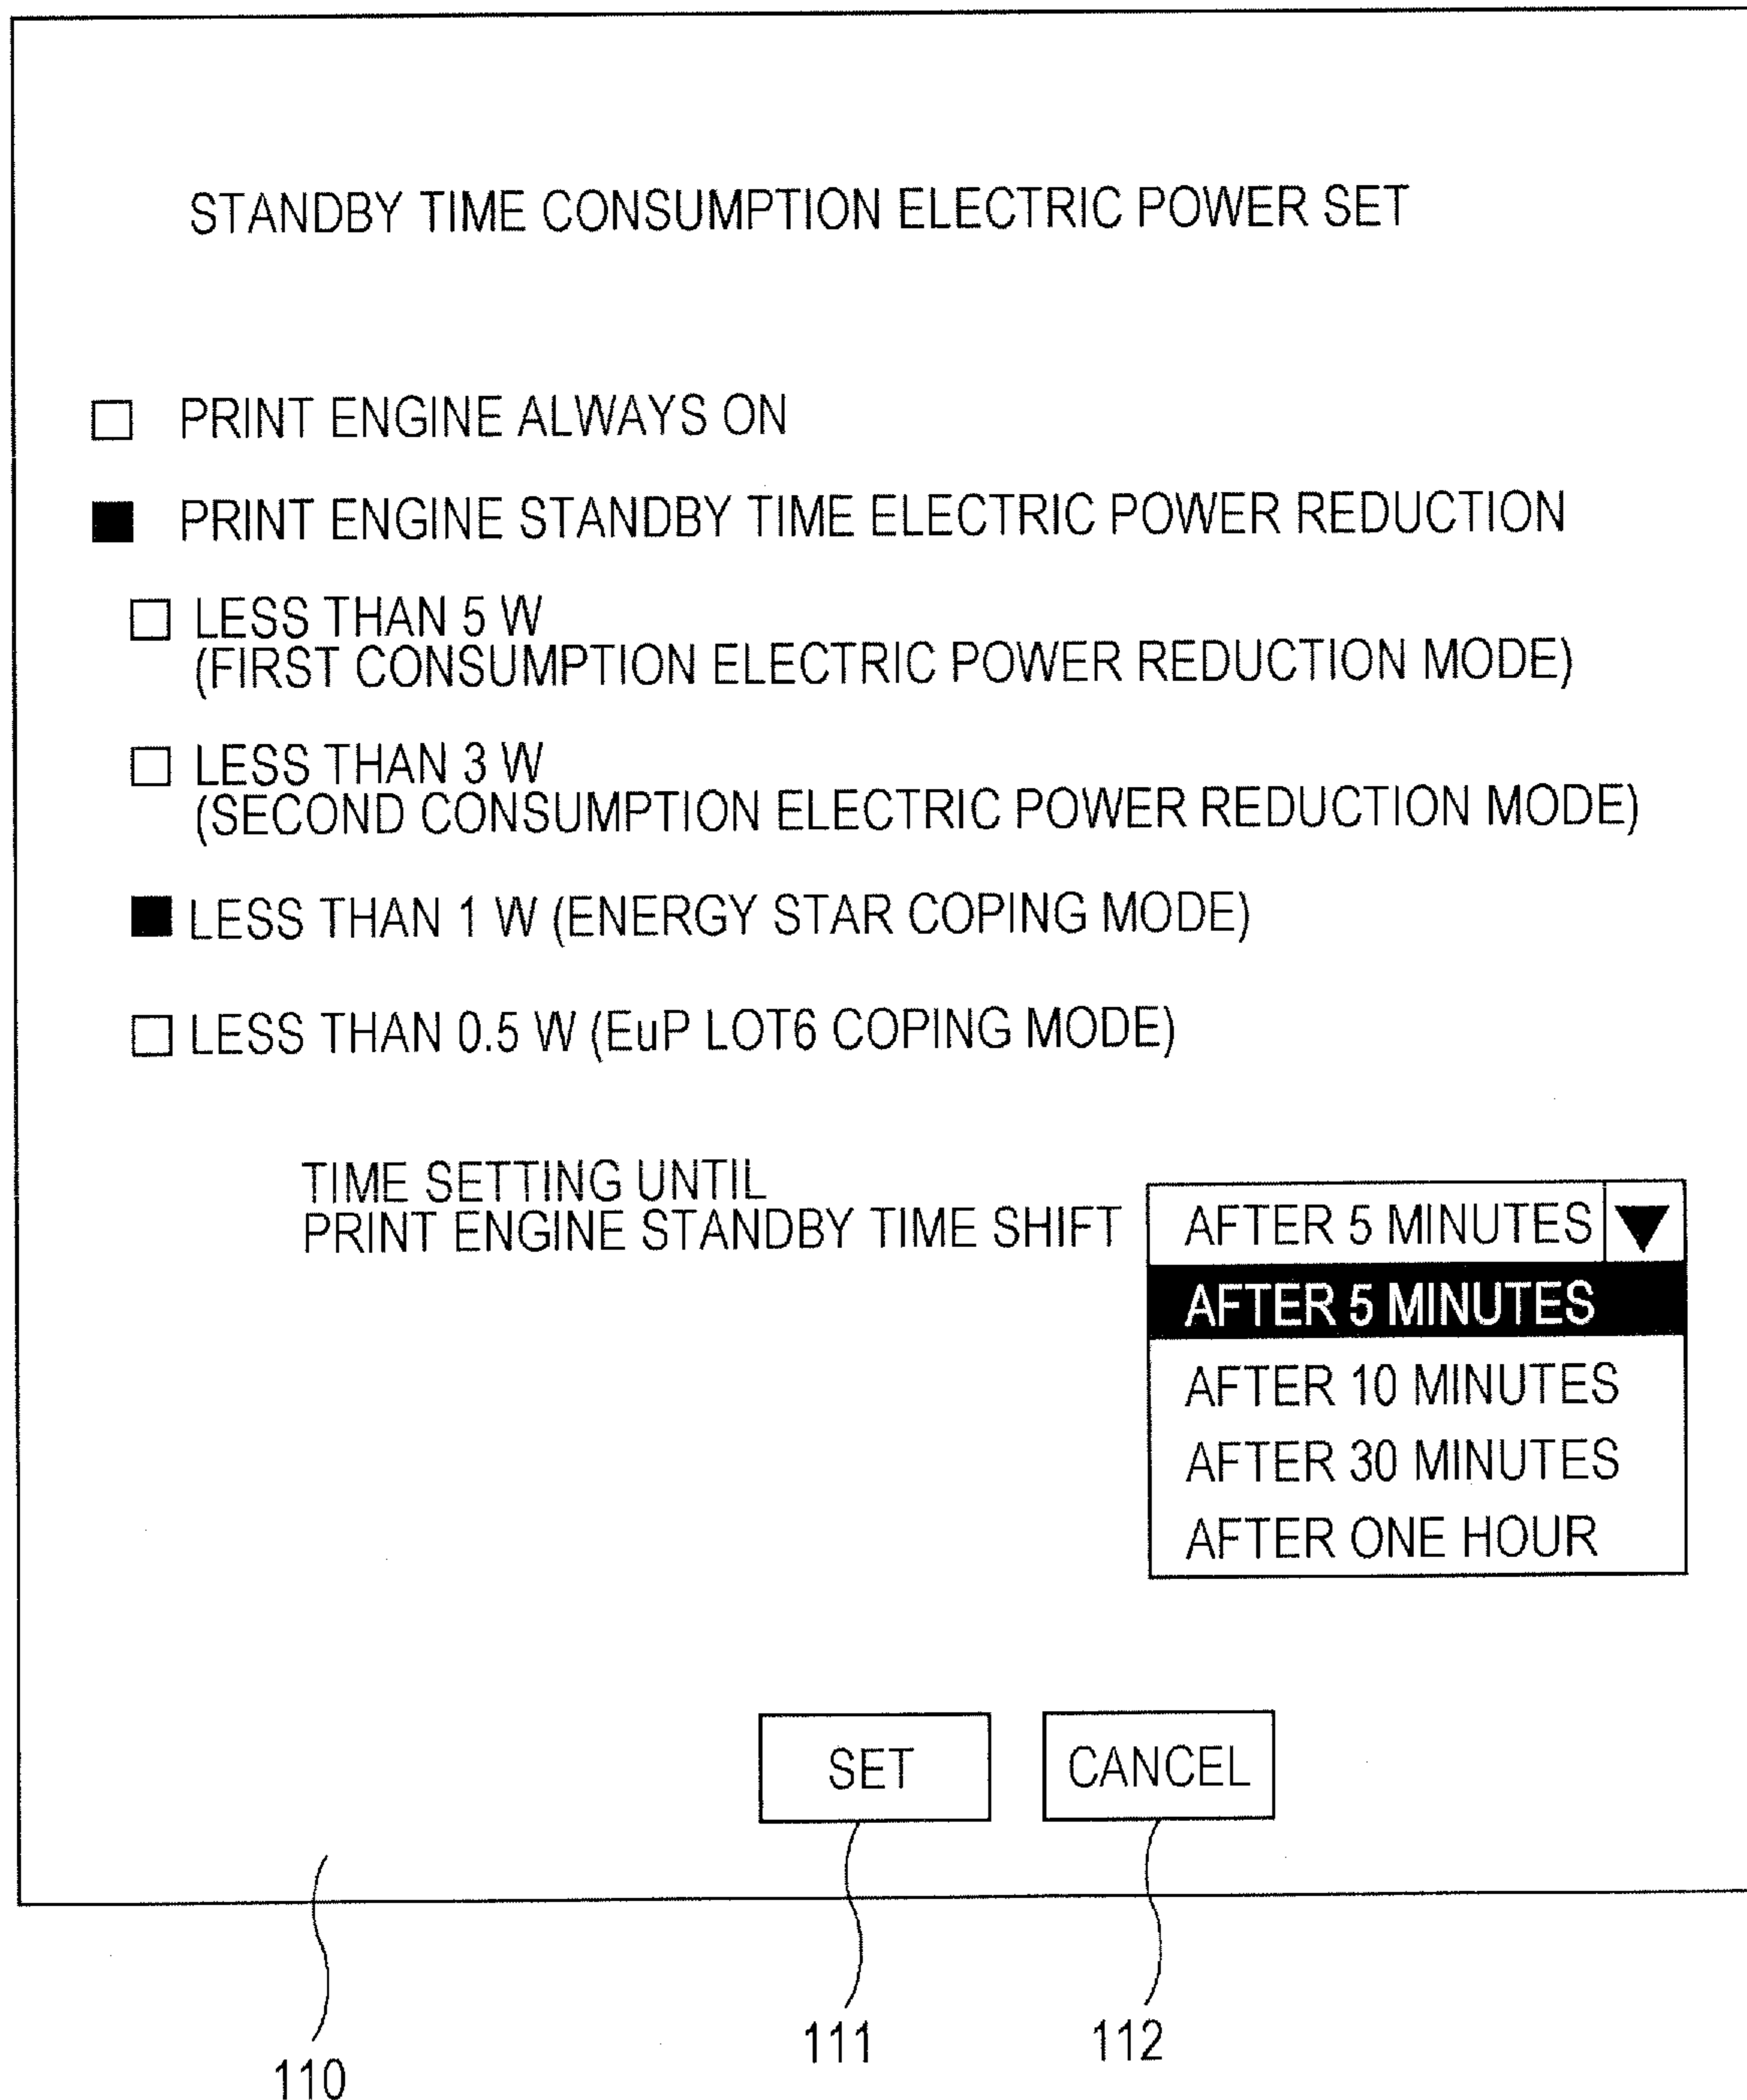 STANDBY TIME CONSUMPTION ELECTRIC POWER SET
PRINT ENGINE ALWAYS ON
PRINT ENGINE STANDBY TIME ELECTRIC POWER REDUCTION
LESS THAN 5 W
(FIRST CONSUMPTION ELECTRIC POWER REDUCTION MODE)
LESS THAN 3 W
(SECOND CONSUMPTION ELECTRIC POWER REDUCTION MODE)
LESS THAN 1 W (ENERGY STAR COPING MODE)
LESS THAN 0.5 W (EuP LOT6 COPING MODE)
TIME SETTING UNTIL
PRINT ENGINE STANDBY TIME SHIFT
AFTER 5 MINUTES
AFTER 5 MINUTES
AFTER 10 MINUTES
AFTER 30 MINUTES
AFTER ONE HOUR
SET
CANCEL
110
111
112